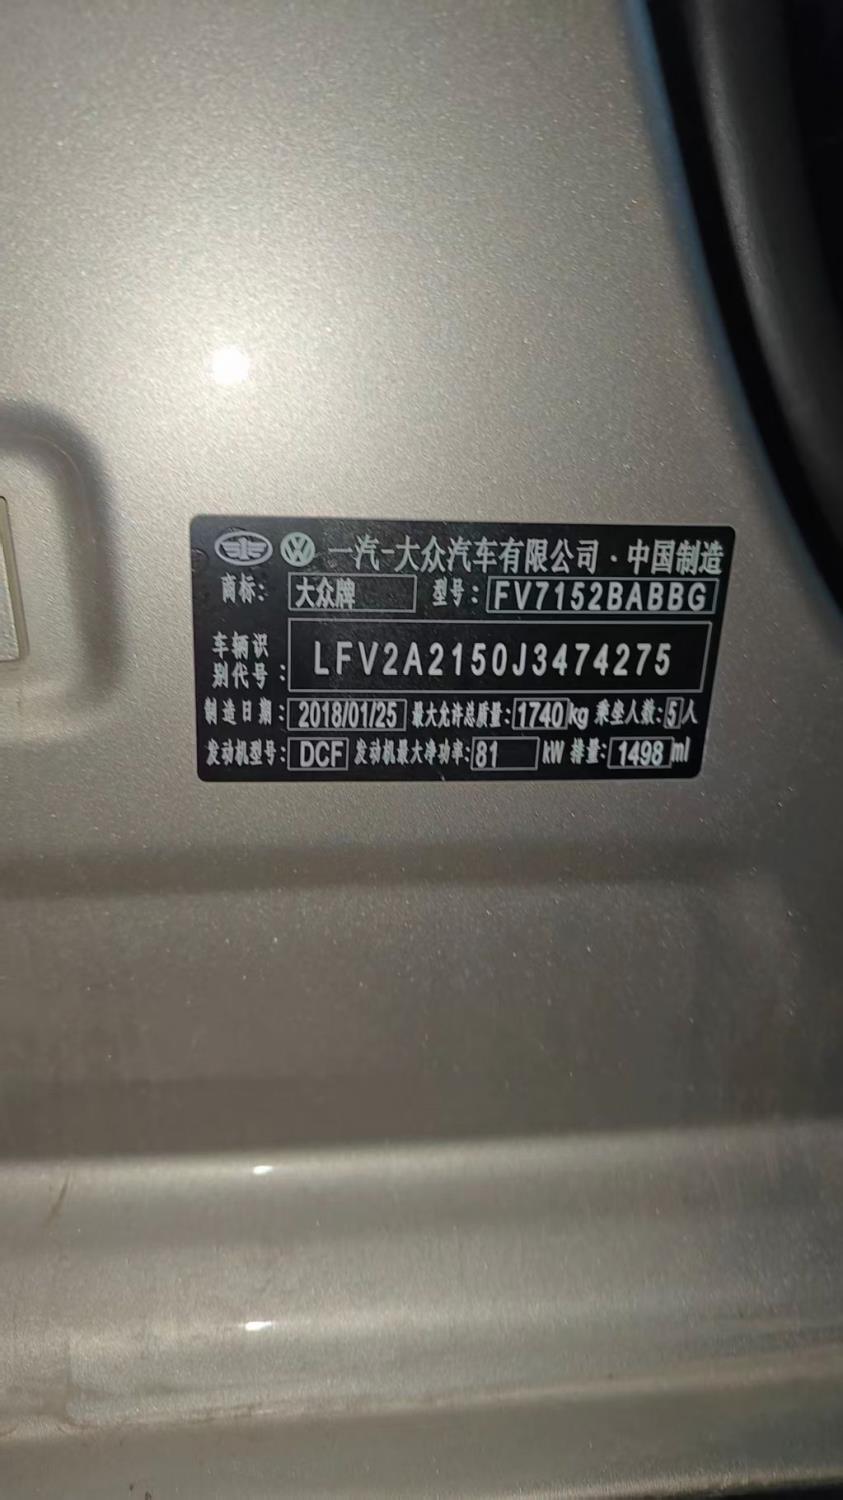 一汽-大众汽车有限公司·中国制造
商标: 大众牌 型号: FV7152BABBG
车辆识
别代号: LFV2A2150J3474275
制造日期: 2018/01/25 最大允许总质量: 1740 kg 乘坐人数: 5 人
发动机型号: DCF 发动机最大净功率: 81 kW 排量: 1498 ml